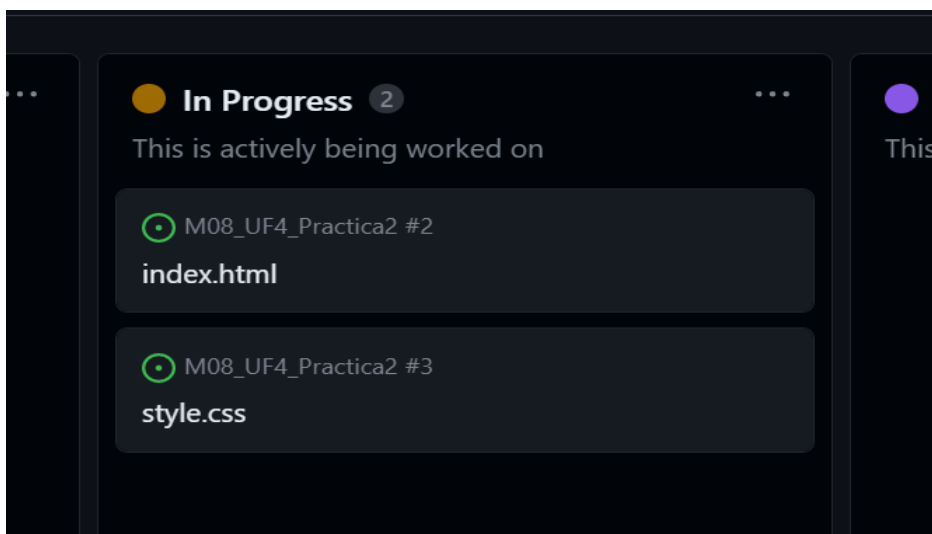 In Progress 2
This is actively being worked on
M08_UF4_Practica2 #2
index.html
M08_UF4_Practica2 #3
style.css
This